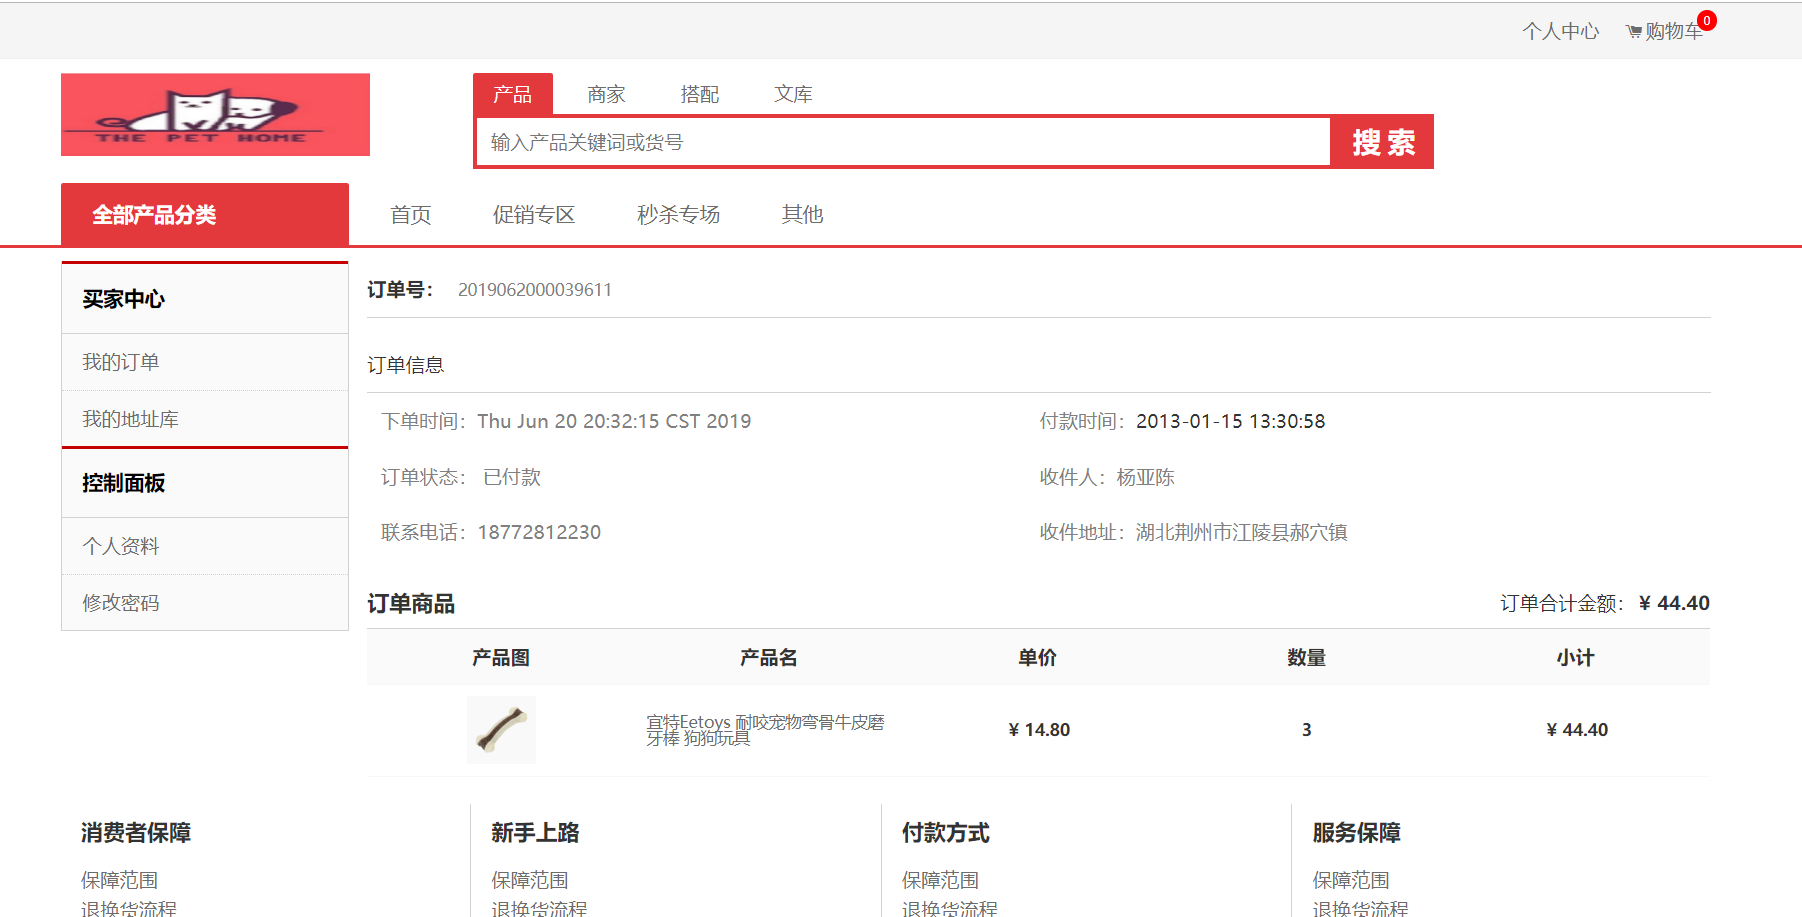 个人中心 购物车 0
THE PET HOME
产品 商家 搭配 文库
输入产品关键词或货号 搜索
全部产品分类 首页 促销专区 秒杀专场 其他
买家中心
我的订单
我的地址库
控制面板
个人资料
修改密码
订单号： 2019062000039611
订单信息
下单时间：Thu Jun 20 20:32:15 CST 2019 付款时间：2013-01-15 13:30:58
订单状态： 已付款 收件人：杨亚陈
联系电话：18772812230 收件地址：湖北荆州市江陵县郝穴镇
订单商品 订单合计金额： ¥ 44.40
产品图 产品名 单价 数量 小计
宜特Eetoys 耐咬宠物弯骨牛皮磨
牙棒 狗狗玩具
¥ 14.80 3 ¥ 44.40
消费者保障 新手上路 付款方式 服务保障
保障范围 保障范围 保障范围 保障范围
退换货流程 退换货流程 退换货流程 退换货流程